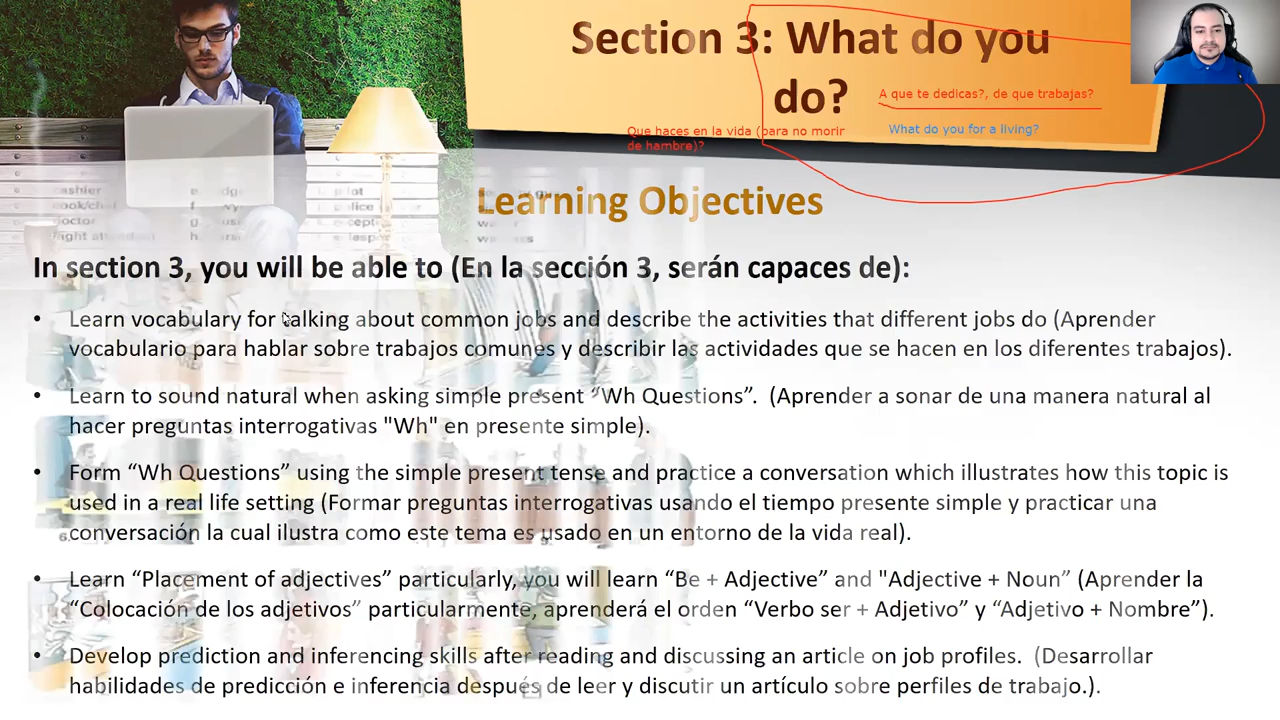 Section 3: What do you
do?
A que te dedicas?, de que trabajas?
Que haces en la vida (para no morir
de hambre)?
What do you for a living?
cashier
pilot
doctor
Learning Objectives
In section 3, you will be able to (En la sección 3, serán capaces de):
• Learn vocabulary for talking about common jobs and describe the activities that different jobs do (Aprender
vocabulario para hablar sobre trabajos comunes y describir las actividades que se hacen en los diferentes trabajos).
• Learn to sound natural when asking simple present “Wh Questions”. (Aprender a sonar de una manera natural al
hacer preguntas interrogativas "Wh" en presente simple).
• Form “Wh Questions” using the simple present tense and practice a conversation which illustrates how this topic is
used in a real life setting (Formar preguntas interrogativas usando el tiempo presente simple y practicar una
conversación la cual ilustra como este tema es usado en un entorno de la vida real).
• Learn “Placement of adjectives” particularly, you will learn “Be + Adjective” and "Adjective + Noun” (Aprender la
“Colocación de los adjetivos” particularmente, aprenderá el orden “Verbo ser + Adjetivo” y “Adjetivo + Nombre”).
• Develop prediction and inferencing skills after reading and discussing an article on job profiles. (Desarrollar
habilidades de predicción e inferencia después de leer y discutir un artículo sobre perfiles de trabajo.).